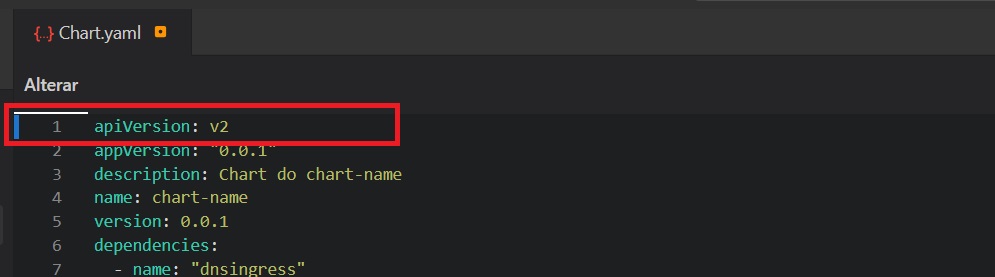 {..} Chart.yaml
Alterar
1 apiVersion: v2
2 appVersion: "0.0.1"
3 description: Chart do chart-name
4 name: chart-name
5 version: 0.0.1
6 dependencies:
7 - name: "dnsingress"